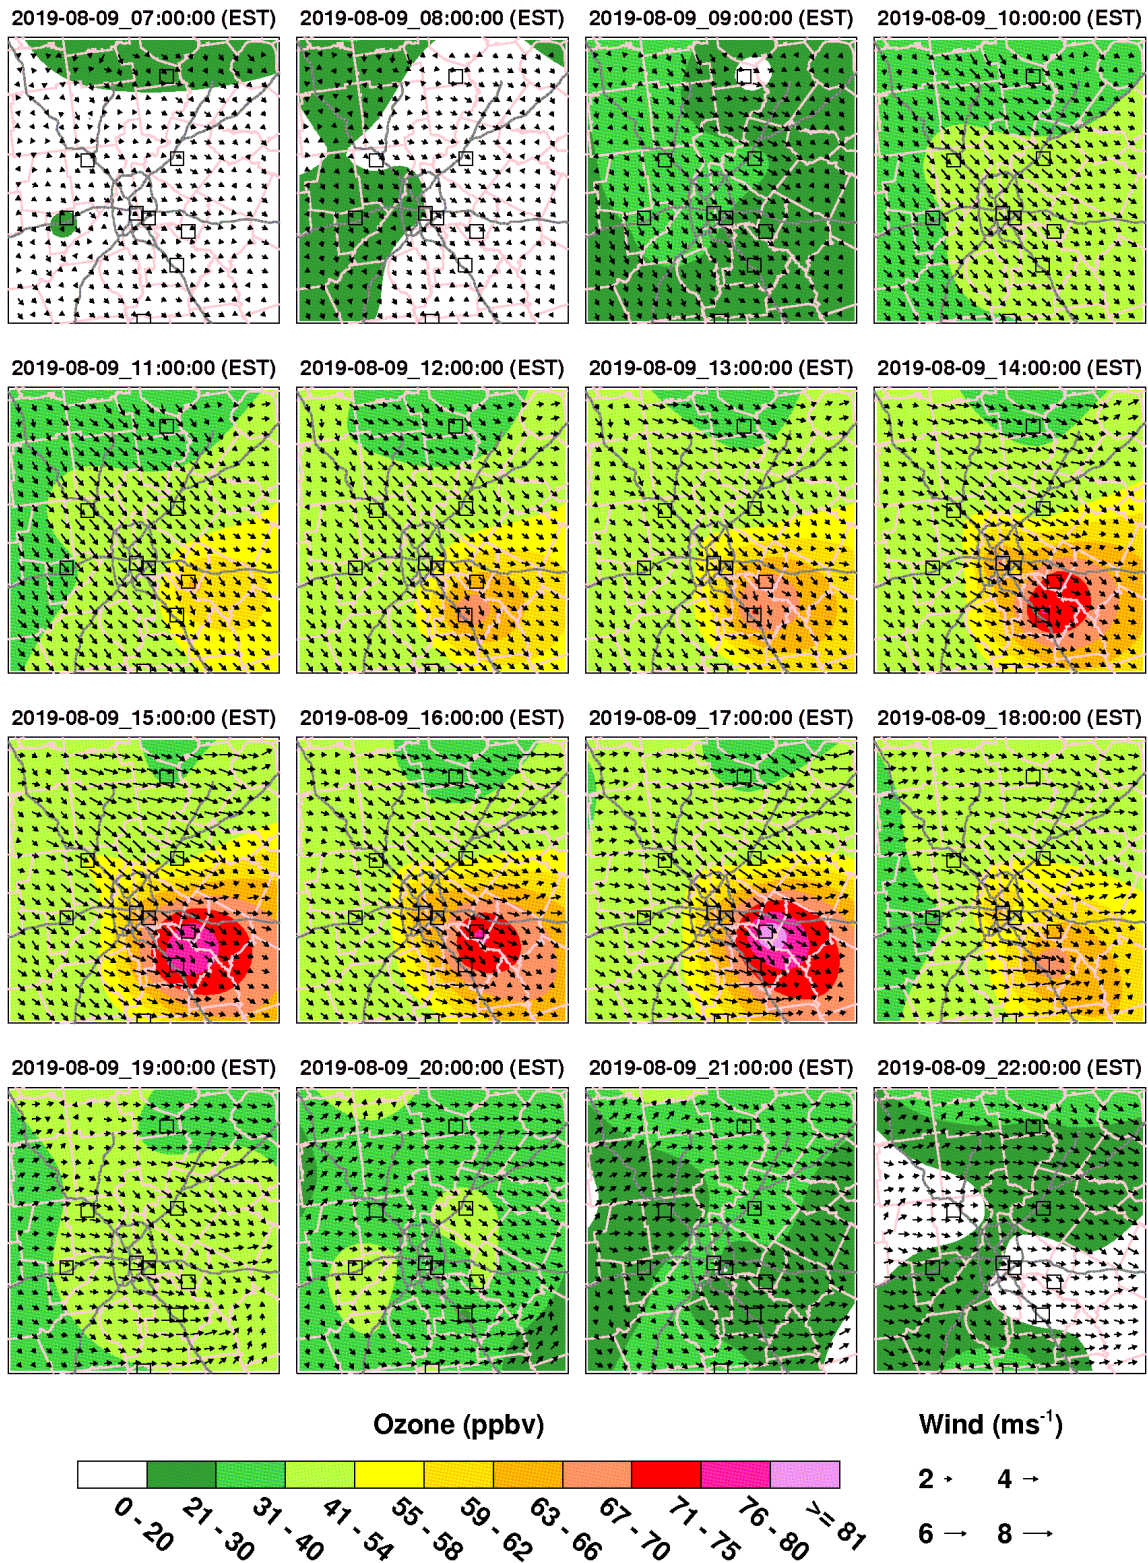 2019-08-09_07:00:00 (EST) 2019-08-09_08:00:00 (EST) 2019-08-09_09:00:00 (EST) 2019-08-09_10:00:00 (EST)
2019-08-09_11:00:00 (EST) 2019-08-09_12:00:00 (EST) 2019-08-09_13:00:00 (EST) 2019-08-09_14:00:00 (EST)
2019-08-09_15:00:00 (EST) 2019-08-09_16:00:00 (EST) 2019-08-09_17:00:00 (EST) 2019-08-09_18:00:00 (EST)
2019-08-09_19:00:00 (EST) 2019-08-09_20:00:00 (EST) 2019-08-09_21:00:00 (EST) 2019-08-09_22:00:00 (EST)
Ozone (ppbv) Wind (ms⁻¹)
0 - 20 21 - 30 31 - 40 41 - 54 55 - 58 59 - 62 63 - 66 67 - 70 71 - 75 76 - 80 >= 81
2 4
6 8